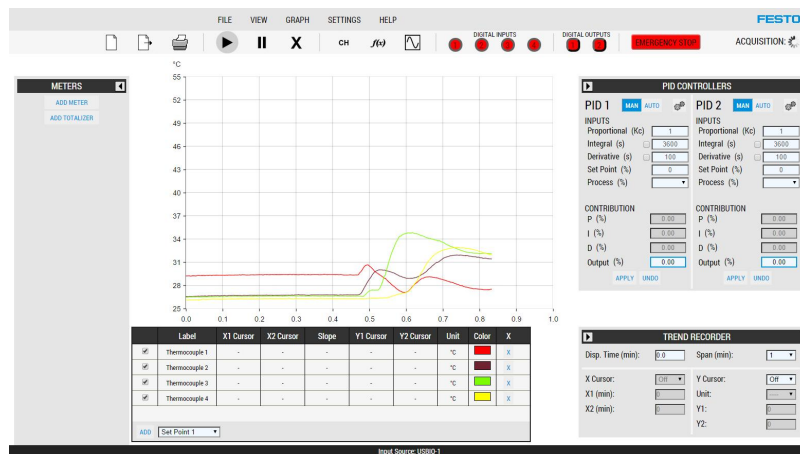 FILE VIEW GRAPH SETTINGS HELP
FESTO
CH f(x) DIGITAL INPUTS DIGITAL OUTPUTS EMERGENCY STOP ACQUISITION:
METERS
ADD METER
ADD TOTALIZER
°C
55
52
49
46
43
40
37
34
31
28
25
0.0 0.1 0.2 0.3 0.4 0.5 0.6 0.7 0.8 0.9 1.0
Label X1 Cursor X2 Cursor Slope Y1 Cursor Y2 Cursor Unit Color X
Thermocouple 1 - - - - - °C X
Thermocouple 2 - - - - - °C X
Thermocouple 3 - - - - - °C X
Thermocouple 4 - - - - - °C X
ADD Set Point 1
PID CONTROLLERS
PID 1 MAN AUTO PID 2 MAN AUTO
INPUTS INPUTS
Proportional (Kc) 1 Proportional (Kc) 1
Integral (s) 3600 Integral (s) 3600
Derivative (s) 100 Derivative (s) 100
Set Point (%) 0 Set Point (%) 0
Process (%) Process (%)
CONTRIBUTION CONTRIBUTION
P (%) 0.00 P (%) 0.00
I (%) 0.00 I (%) 0.00
D (%) 0.00 D (%) 0.00
Output (%) 0.00 Output (%) 0.00
APPLY UNDO APPLY UNDO
TREND RECORDER
Disp. Time (min): 0.0 Span (min): 1
X Cursor: Off Y Cursor: Off
X1 (min): 0 Unit: ----
X2 (min): 0 Y1: 0
Y2: 0
Input Source: USBIO-1